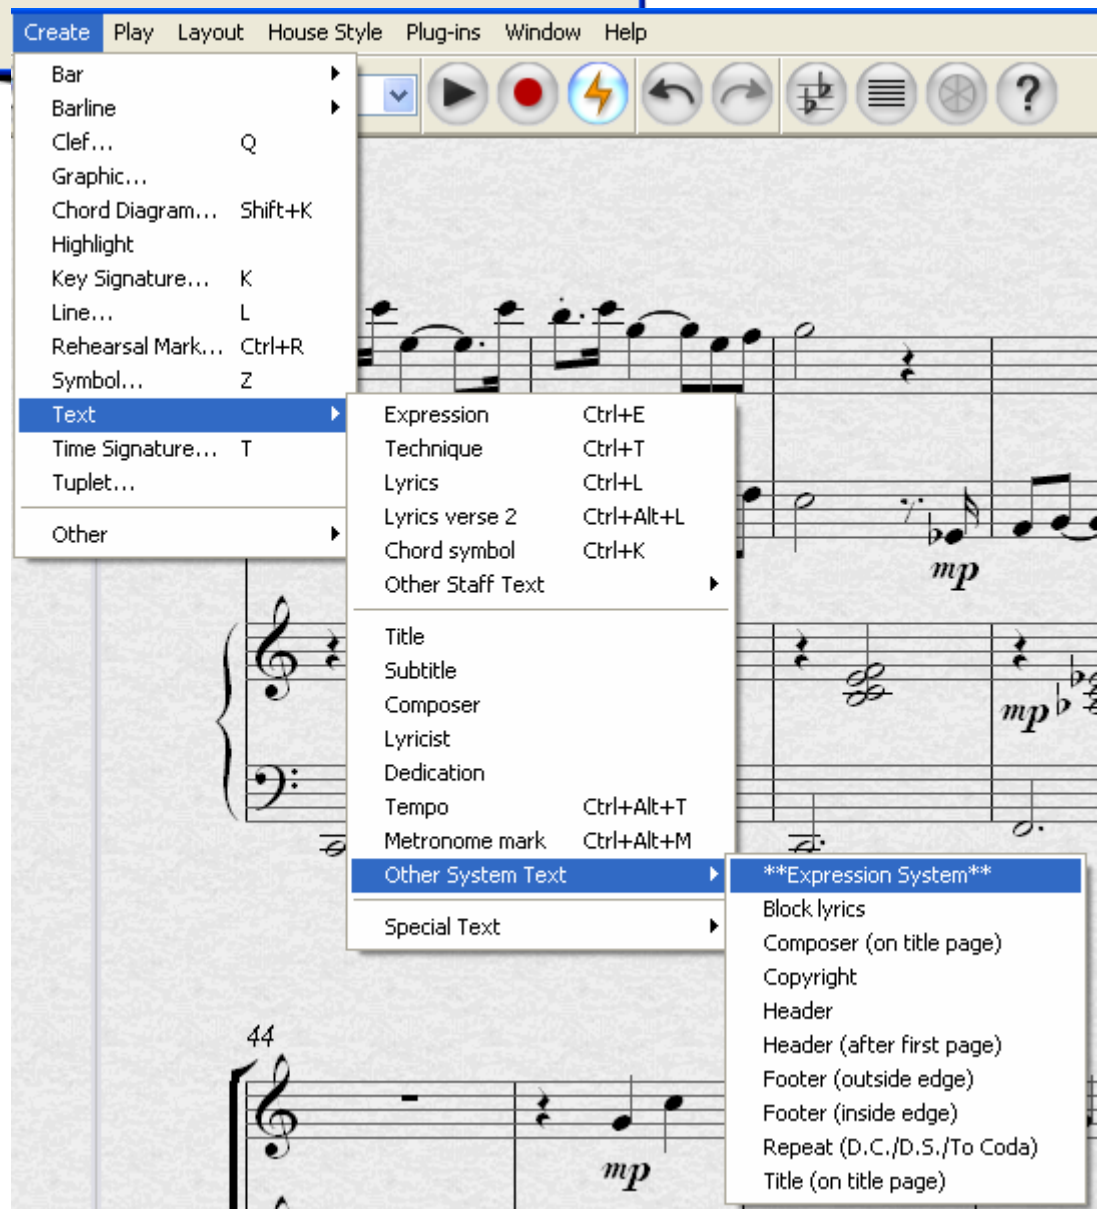 Create Play Layout House Style Plug-ins Window Help
Bar
Barline
Clef... Q
Graphic...
Chord Diagram... Shift+K
Highlight
Key Signature... K
Line... L
Rehearsal Mark... Ctrl+R
Symbol... Z
Text
Time Signature... T
Tuplet...
Other
Expression Ctrl+E
Technique Ctrl+T
Lyrics Ctrl+L
Lyrics verse 2 Ctrl+Alt+L
Chord symbol Ctrl+K
Other Staff Text
Title
Subtitle
Composer
Lyricist
Dedication
Tempo Ctrl+Alt+T
Metronome mark Ctrl+Alt+M
Other System Text
Special Text
**Expression System**
Block lyrics
Composer (on title page)
Copyright
Header
Header (after first page)
Footer (outside edge)
Footer (inside edge)
Repeat (D.C./D.S./To Coda)
Title (on title page)
?
mp
mp
44
mp